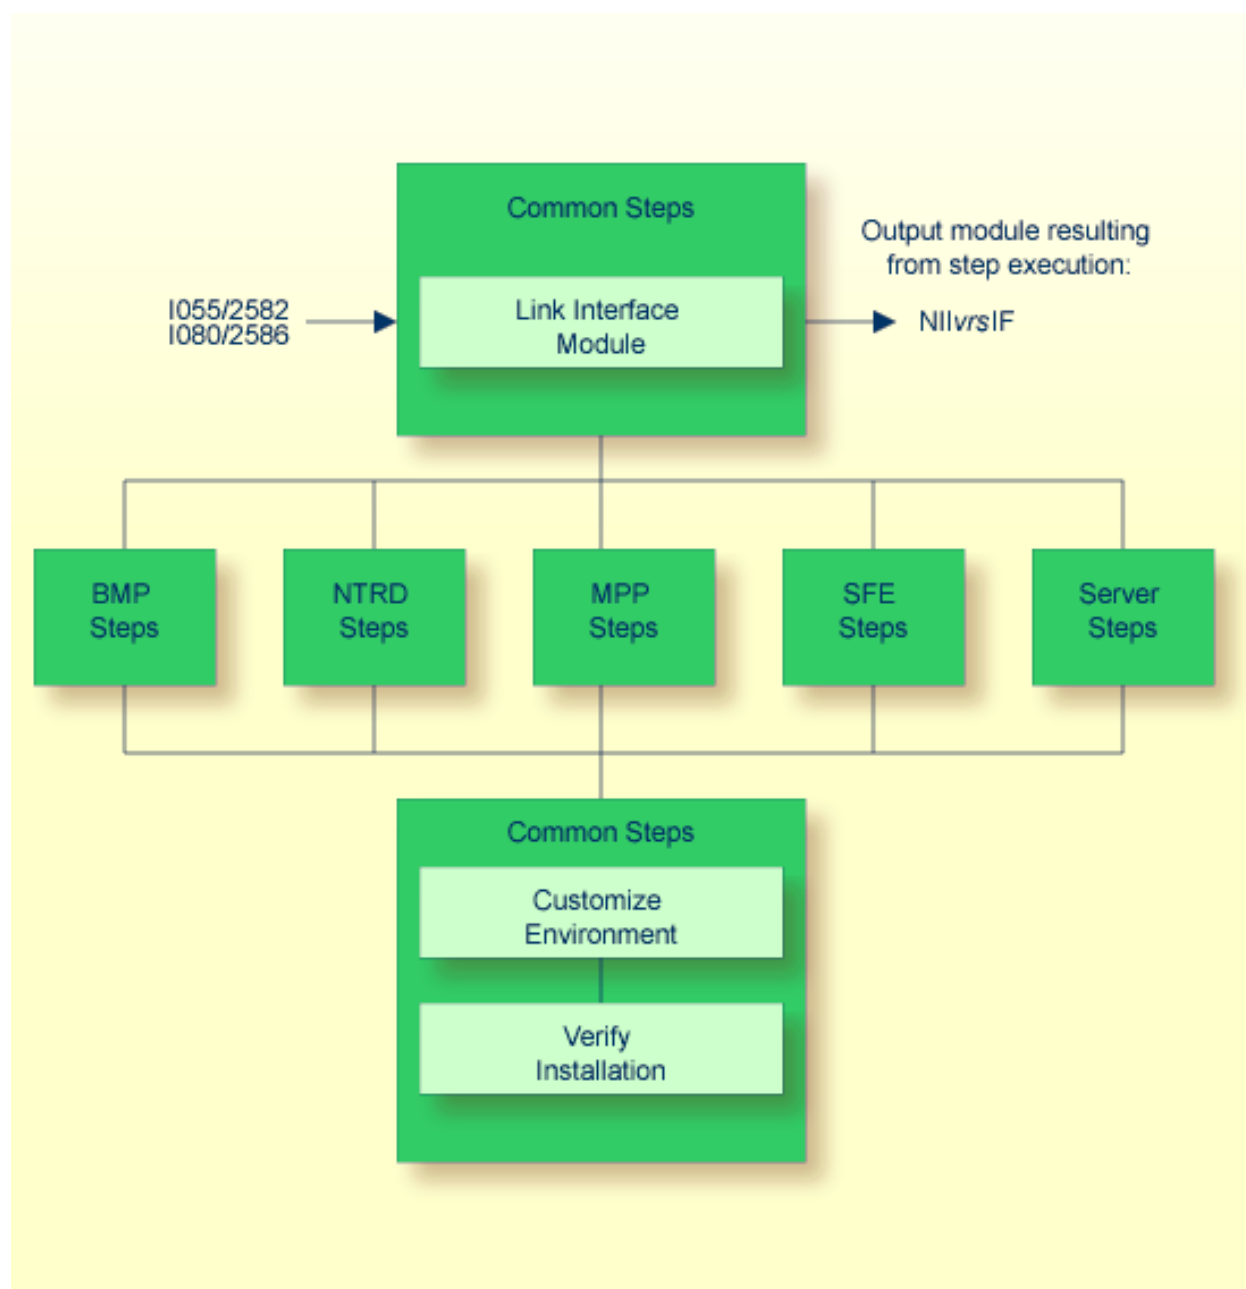 Common Steps
Output module resulting
from step execution:
Link Interface
Module
I055/2582
I080/2586
NIIvrsIF
BMP
Steps
NTRD
Steps
MPP
Steps
SFE
Steps
Server
Steps
Common Steps
Customize
Environment
Verify
Installation